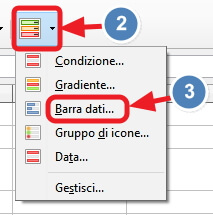 2
Condizione...
Gradiente...
Barra dati...
3
Gruppo di icone...
Data...
Gestisci...